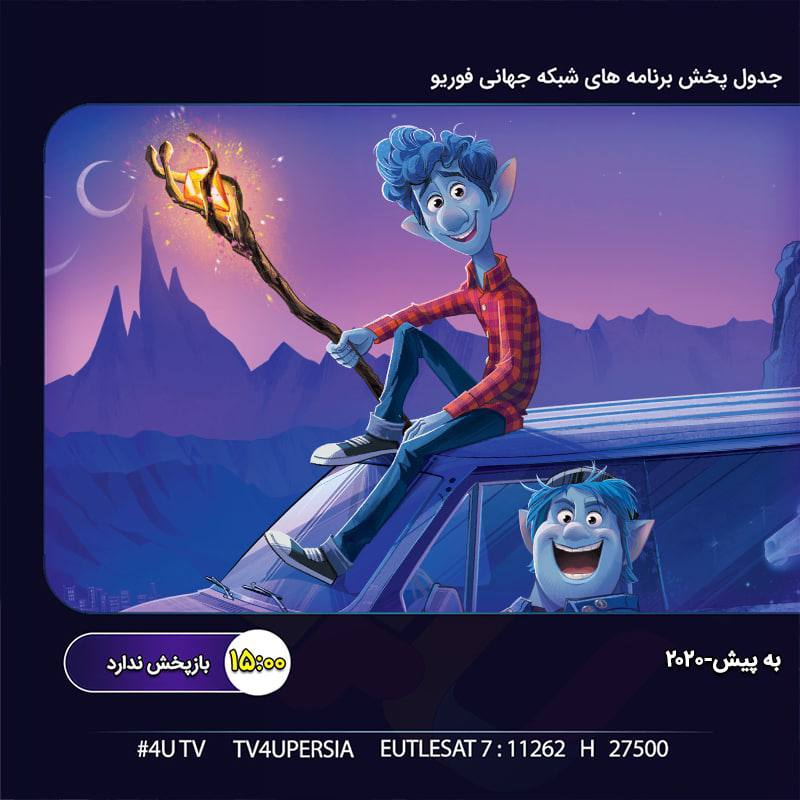 جدول پخش برنامه های شبکه جهانی فوریو
به پیش-۲۰۲۰
۱۵:۰۰ بازپخش ندارد
#4U TV TV4UPERSIA EUTLESAT 7 : 11262 H 27500